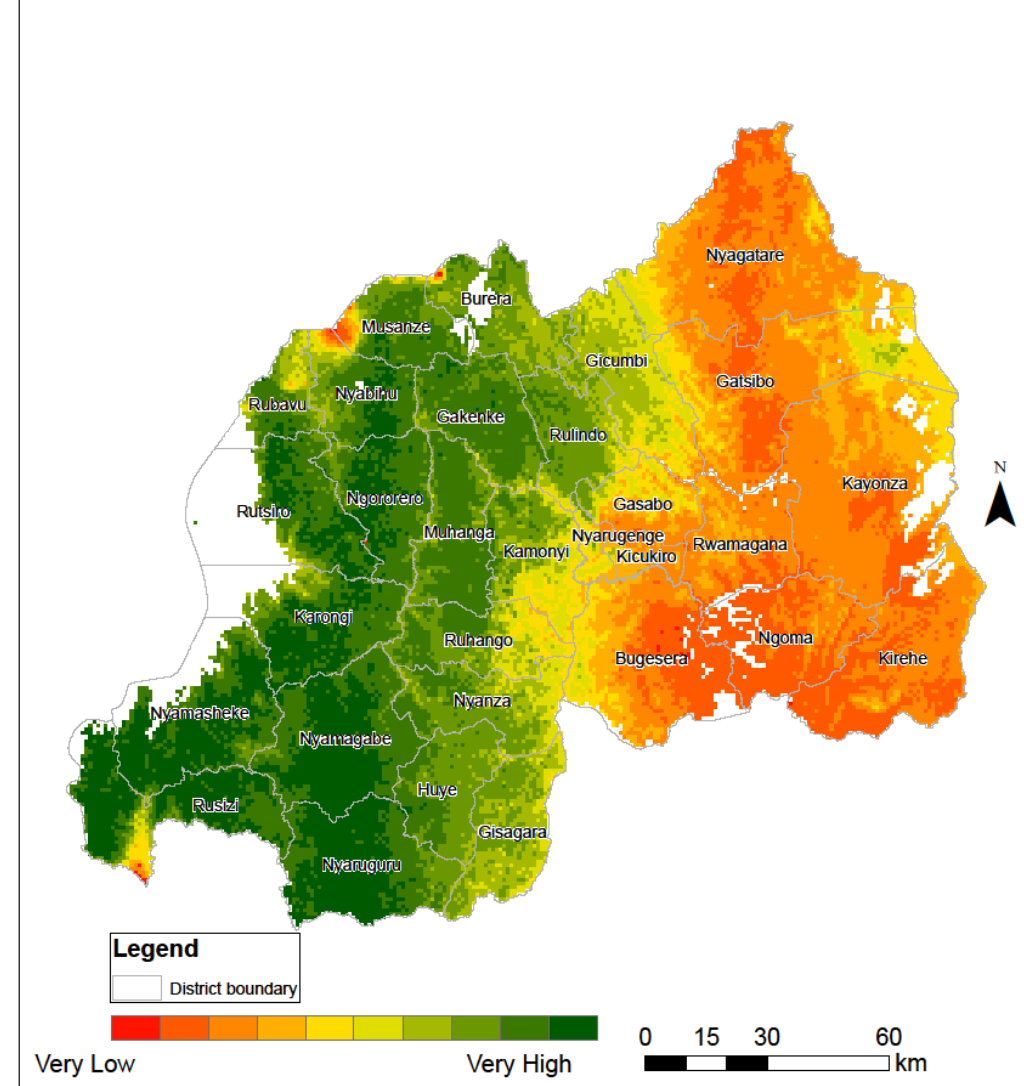 Nyagatare
Burera
Musanze
Gicumbi
Gatsibo
Nyabihu
Rubavu
Gakenke
Rulindo
Kayonza
N
Ngororero
Gasabo
Rutsiro
Muhanga
Nyarugenge
Kamonyi
Kicukiro
Rwamagana
Karongi
Ruhango
Ngoma
Bugesera
Kirehe
Nyanza
Nyamasheke
Nyamagabe
Huye
Rusizi
Gisagara
Nyaruguru
Legend
District boundary
Very Low
Very High
0 15 30 60
km